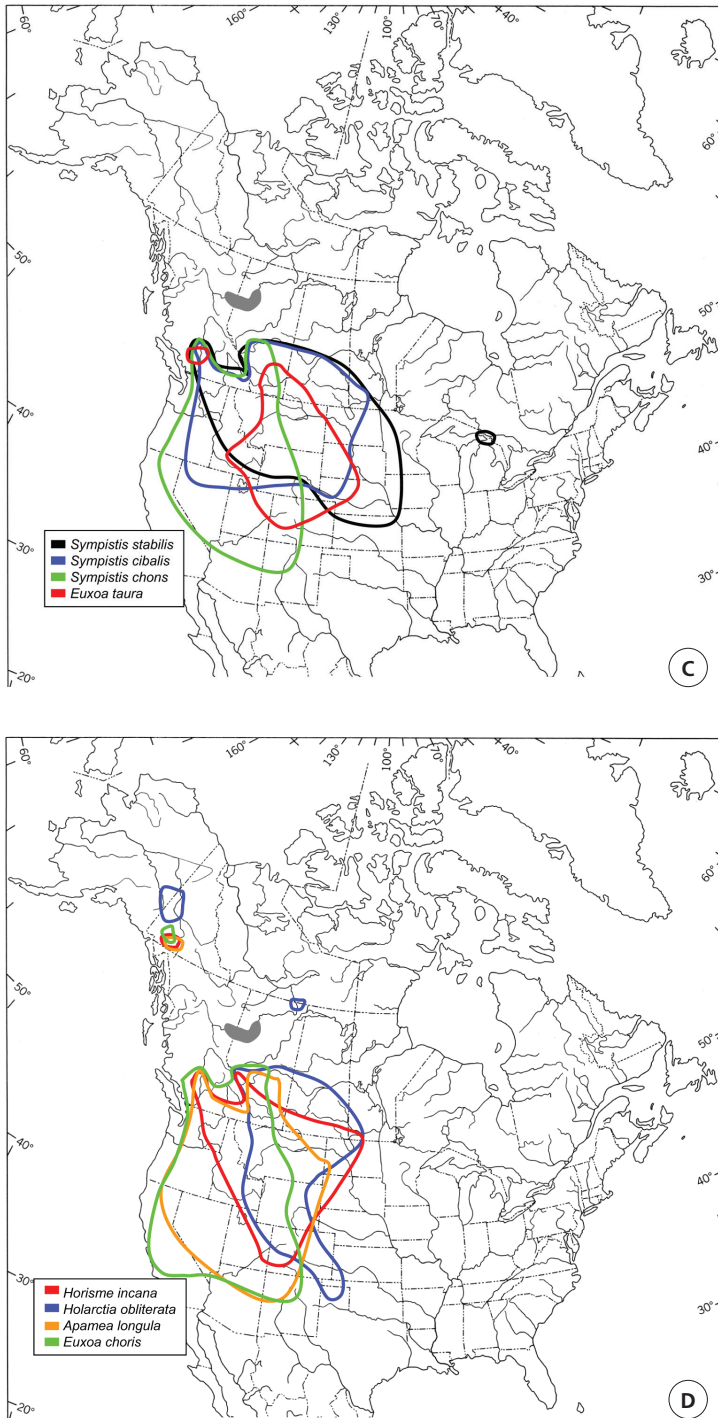 60° 160° 130° 100° 70° 40°
60°
50°
50°
40°
40°
30°
30°
20°
Sympistis stabilis
Sympistis cibalis
Sympistis chons
Euxoa taura
C
60° 160° 130° 100° 70° 40°
60°
50°
50°
40°
40°
30°
30°
20°
Horisme incana
Holarctia obliterata
Apamea longula
Euxoa choris
D